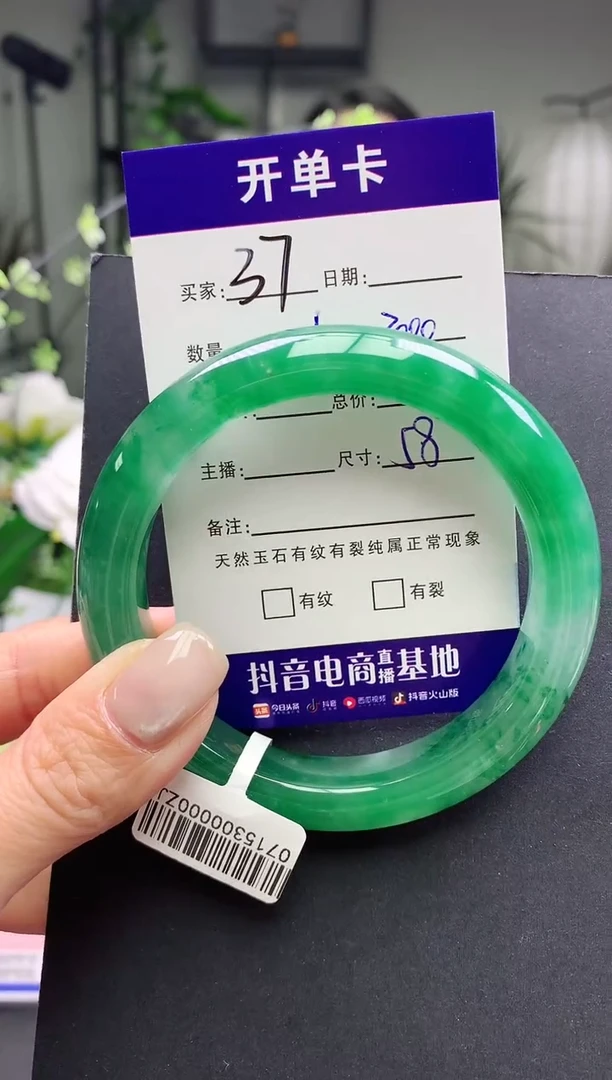 开单卡
买家: 37 日期:
数量
总价:
主播: 尺寸: 58
备注:
天然玉石有纹有裂纯属正常现象
有纹 有裂
抖音电商直播基地
头条 今日头条 抖音 西瓜视频 抖音火山版
0715300000ZJ